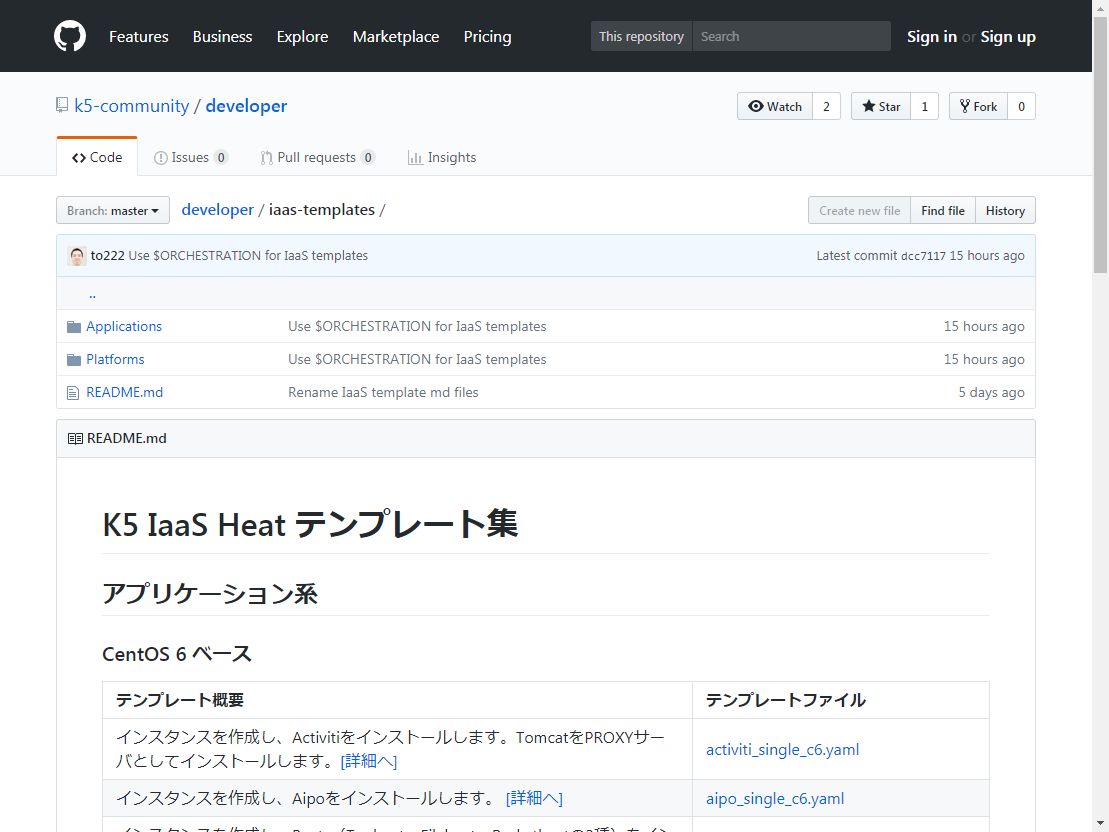 Features Business Explore Marketplace Pricing This repository Search Sign in or Sign up
k5-community / developer Watch 2 Star 1 Fork 0
Code Issues 0 Pull requests 0 Insights
Branch: master developer / iaas-templates / Create new file Find file History
to222 Use $ORCHESTRATION for IaaS templates Latest commit dcc7117 15 hours ago
..
Applications Use $ORCHESTRATION for IaaS templates 15 hours ago
Platforms Use $ORCHESTRATION for IaaS templates 15 hours ago
README.md Rename IaaS template md files 5 days ago
README.md
K5 IaaS Heat テンプレート集
アプリケーション系
CentOS 6 ベース
テンプレート概要 テンプレートファイル
インスタンスを作成し、Activitiをインストールします。TomcatをPROXYサー
バとしてインストールします。[詳細へ] activiti_single_c6.yaml
インスタンスを作成し、Aipoをインストールします。 [詳細へ] aipo_single_c6.yaml